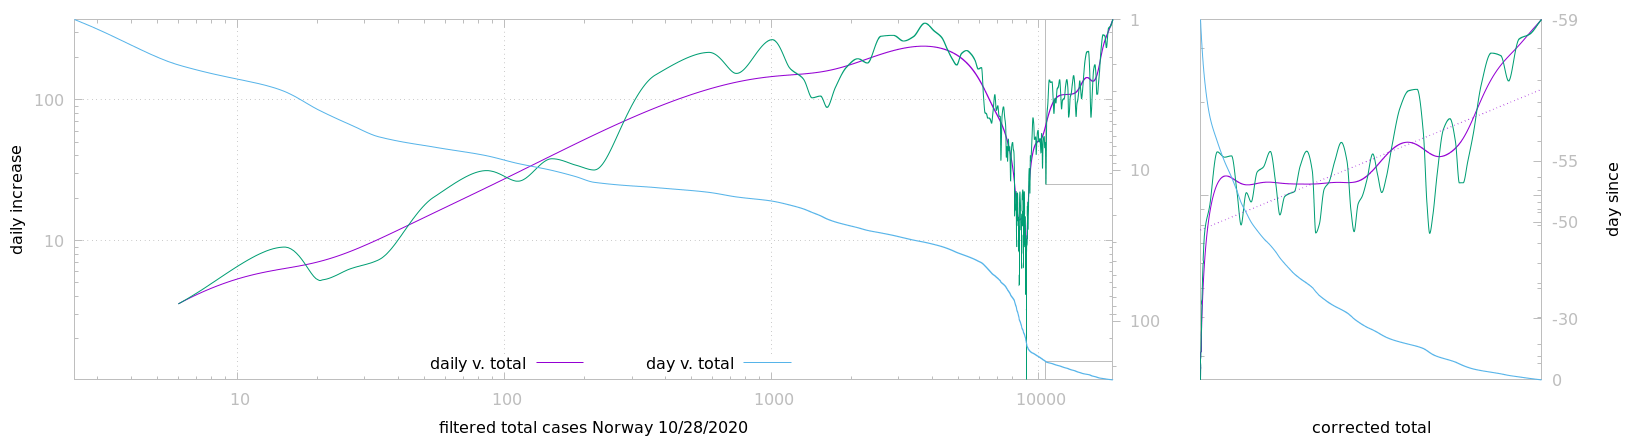 daily increase
100
10
1
10
100
10
100
1000
10000
daily v. total
day v. total
filtered total cases Norway 10/28/2020
-59
-55
-50
-30
0
day since
corrected total